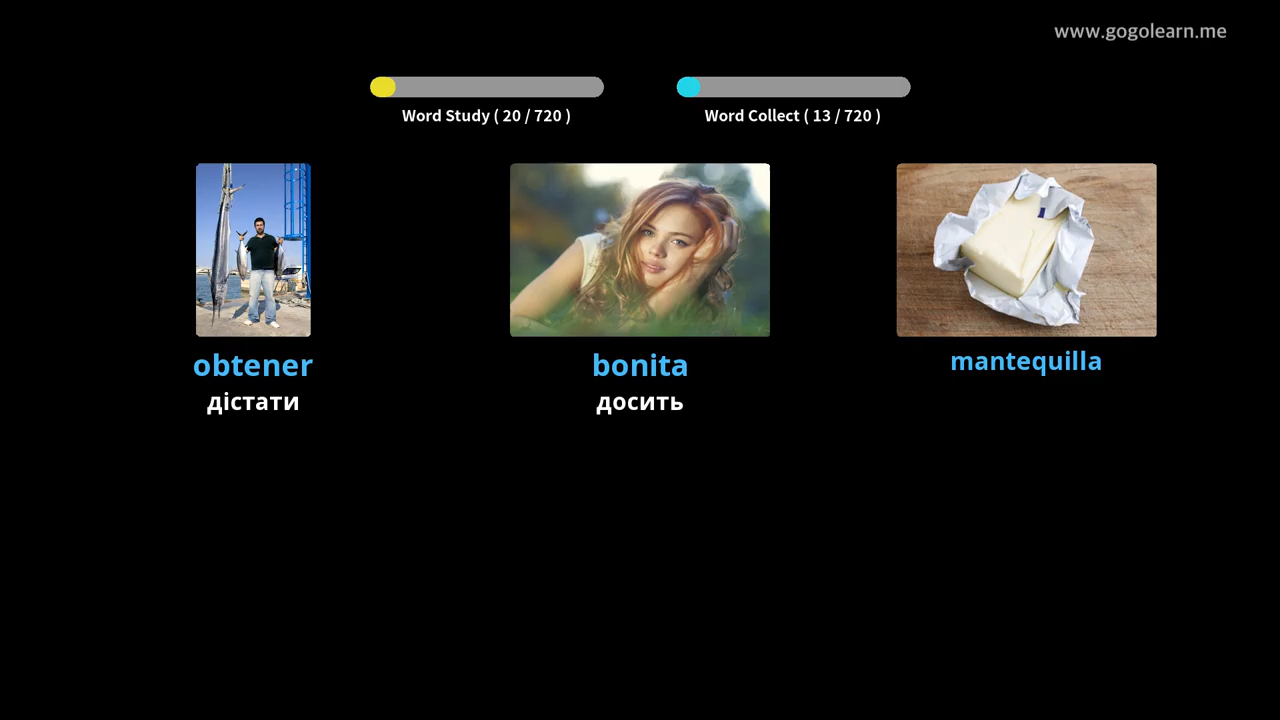 www.gogolearn.me
Word Study ( 20 / 720 )
Word Collect ( 13 / 720 )
obtener
дістати
bonita
досить
mantequilla